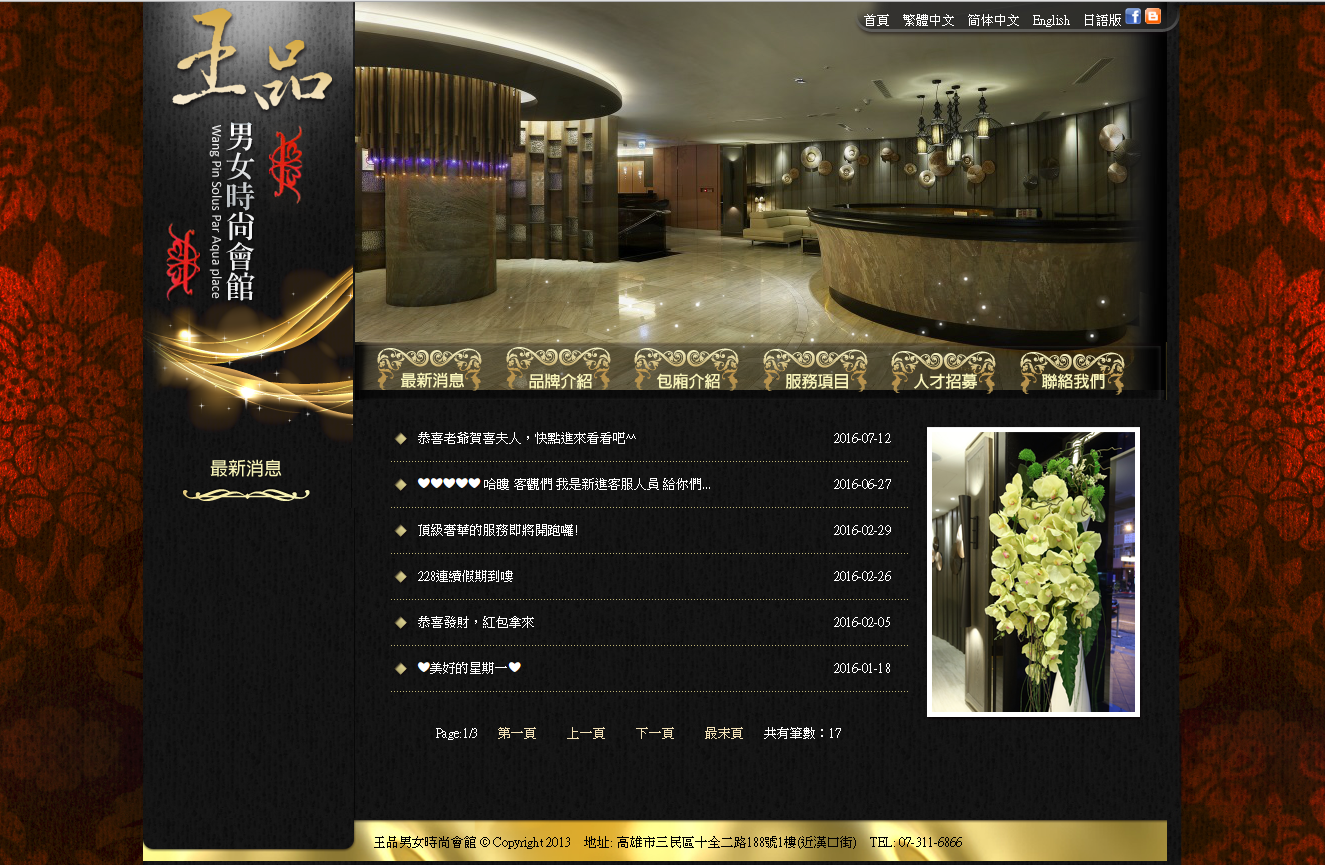 王品
男女時尚會館
Wang Pin Solus Par Aqua place
首頁 繁體中文 简体中文 English 日語版
最新消息 品牌介紹 包廂介紹 服務項目 人才招募 聯絡我們
最新消息
恭喜老爺賀喜夫人，快點進來看看吧^^ 2016-07-12
♥♥♥♥♥ 哈瞜 客觀們 我是新進客服人員 給你們... 2016-06-27
頂級奢華的服務即將開跑囉! 2016-02-29
228連續假期到嘍 2016-02-26
恭喜發財，紅包拿來 2016-02-05
♥美好的星期一♥ 2016-01-18
Page:1/3 第一頁 上一頁 下一頁 最末頁 共有筆數：17
王品男女時尚會館 © Copyright 2013 地址: 高雄市三民區十全二路188號1樓(近漢口街) TEL: 07-311-6866